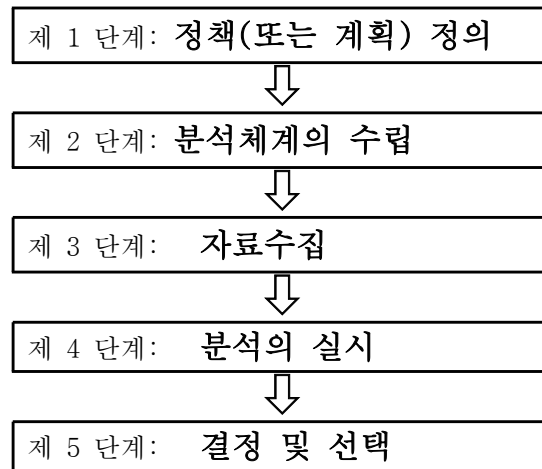 제 1 단계: 정책(또는 계획) 정의
제 2 단계: 분석체계의 수립
제 3 단계: 자료수집
제 4 단계: 분석의 실시
제 5 단계: 결정 및 선택